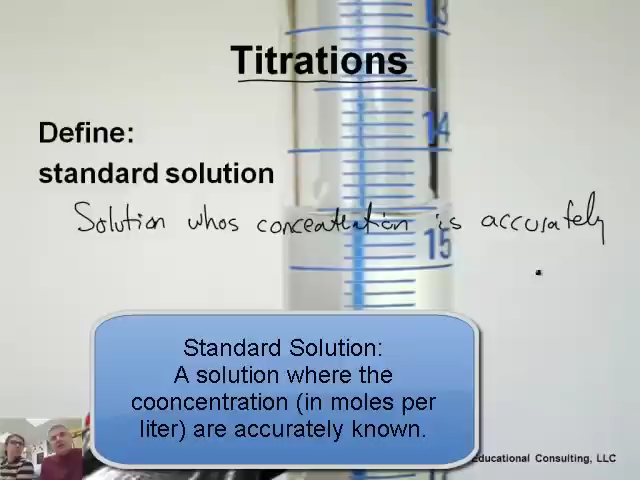 13
Titrations
14
Define:
standard solution
Solution whos concentration is accurately
15
Standard Solution:
A solution where the
cooncentration (in moles per
liter) are accurately known.
Educational Consulting, LLC